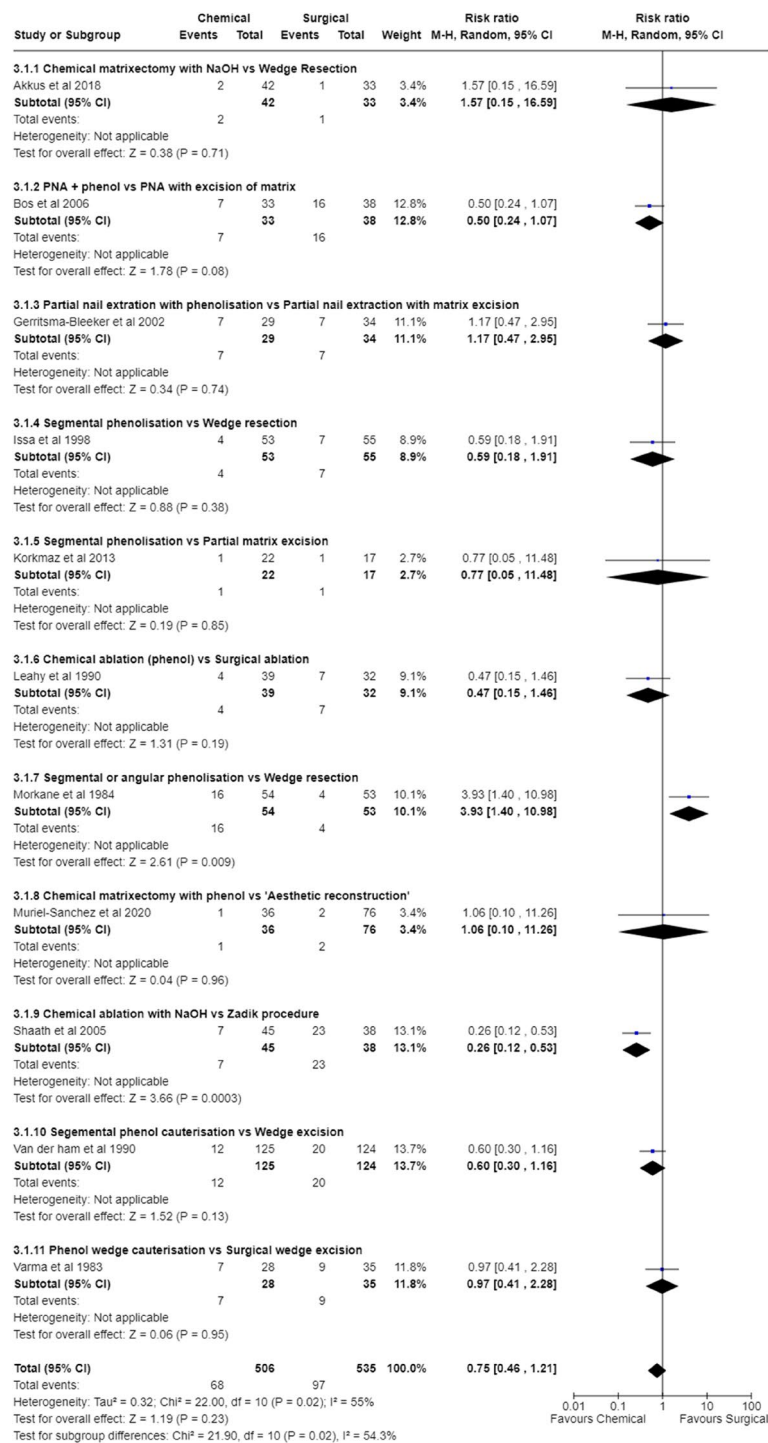 Chemical Surgical Risk ratio Risk ratio
Study or Subgroup Events Total Events Total Weight M-H, Random, 95% CI M-H, Random, 95% CI
3.1.1 Chemical matrixectomy with NaOH vs Wedge Resection
Akkus et al 2018 2 42 1 33 3.4% 1.57 [0.15 , 16.59]
Subtotal (95% CI) 42 33 3.4% 1.57 [0.15 , 16.59]
Total events: 2 1
Heterogeneity: Not applicable
Test for overall effect: Z = 0.38 (P = 0.71)
3.1.2 PNA + phenol vs PNA with excision of matrix
Bos et al 2006 7 33 16 38 12.8% 0.50 [0.24 , 1.07]
Subtotal (95% CI) 33 38 12.8% 0.50 [0.24 , 1.07]
Total events: 7 16
Heterogeneity: Not applicable
Test for overall effect: Z = 1.78 (P = 0.08)
3.1.3 Partial nail extration with phenolisation vs Partial nail extraction with matrix excision
Gerritsma-Bleeker et al 2002 7 29 7 34 11.1% 1.17 [0.47 , 2.95]
Subtotal (95% CI) 29 34 11.1% 1.17 [0.47 , 2.95]
Total events: 7 7
Heterogeneity: Not applicable
Test for overall effect: Z = 0.34 (P = 0.74)
3.1.4 Segmental phenolisation vs Wedge resection
Issa et al 1998 4 53 7 55 8.9% 0.59 [0.18 , 1.91]
Subtotal (95% CI) 53 55 8.9% 0.59 [0.18 , 1.91]
Total events: 4 7
Heterogeneity: Not applicable
Test for overall effect: Z = 0.88 (P = 0.38)
3.1.5 Segmental phenolisation vs Partial matrix excision
Korkmaz et al 2013 1 22 1 17 2.7% 0.77 [0.05 , 11.48]
Subtotal (95% CI) 22 17 2.7% 0.77 [0.05 , 11.48]
Total events: 1 1
Heterogeneity: Not applicable
Test for overall effect: Z = 0.19 (P = 0.85)
3.1.6 Chemical ablation (phenol) vs Surgical ablation
Leahy et al 1990 4 39 7 32 9.1% 0.47 [0.15 , 1.46]
Subtotal (95% CI) 39 32 9.1% 0.47 [0.15 , 1.46]
Total events: 4 7
Heterogeneity: Not applicable
Test for overall effect: Z = 1.31 (P = 0.19)
3.1.7 Segmental or angular phenolisation vs Wedge resection
Morkane et al 1984 16 54 4 53 10.1% 3.93 [1.40 , 10.98]
Subtotal (95% CI) 54 53 10.1% 3.93 [1.40 , 10.98]
Total events: 16 4
Heterogeneity: Not applicable
Test for overall effect: Z = 2.61 (P = 0.009)
3.1.8 Chemical matrixectomy with phenol vs 'Aesthetic reconstruction'
Muriel-Sanchez et al 2020 1 36 2 76 3.4% 1.06 [0.10 , 11.26]
Subtotal (95% CI) 36 76 3.4% 1.06 [0.10 , 11.26]
Total events: 1 2
Heterogeneity: Not applicable
Test for overall effect: Z = 0.04 (P = 0.96)
3.1.9 Chemical ablation with NaOH vs Zadik procedure
Shaath et al 2005 7 45 23 38 13.1% 0.26 [0.12 , 0.53]
Subtotal (95% CI) 45 38 13.1% 0.26 [0.12 , 0.53]
Total events: 7 23
Heterogeneity: Not applicable
Test for overall effect: Z = 3.66 (P = 0.0003)
3.1.10 Segemental phenol cauterisation vs Wedge excision
Van der ham et al 1990 12 125 20 124 13.7% 0.60 [0.30 , 1.16]
Subtotal (95% CI) 125 124 13.7% 0.60 [0.30 , 1.16]
Total events: 12 20
Heterogeneity: Not applicable
Test for overall effect: Z = 1.52 (P = 0.13)
3.1.11 Phenol wedge cauterisation vs Surgical wedge excision
Varma et al 1983 7 28 9 35 11.8% 0.97 [0.41 , 2.28]
Subtotal (95% CI) 28 35 11.8% 0.97 [0.41 , 2.28]
Total events: 7 9
Heterogeneity: Not applicable
Test for overall effect: Z = 0.06 (P = 0.95)
Total (95% CI) 506 535 100.0% 0.75 [0.46 , 1.21]
Total events: 68 97
Heterogeneity: Tau² = 0.32; Chi² = 22.00, df = 10 (P = 0.02); I² = 55%
0.01 0.1 1 10 100
Test for overall effect: Z = 1.19 (P = 0.23)
Favours Chemical Favours Surgical
Test for subgroup differences: Chi² = 21.90, df = 10 (P = 0.02), I² = 54.3%